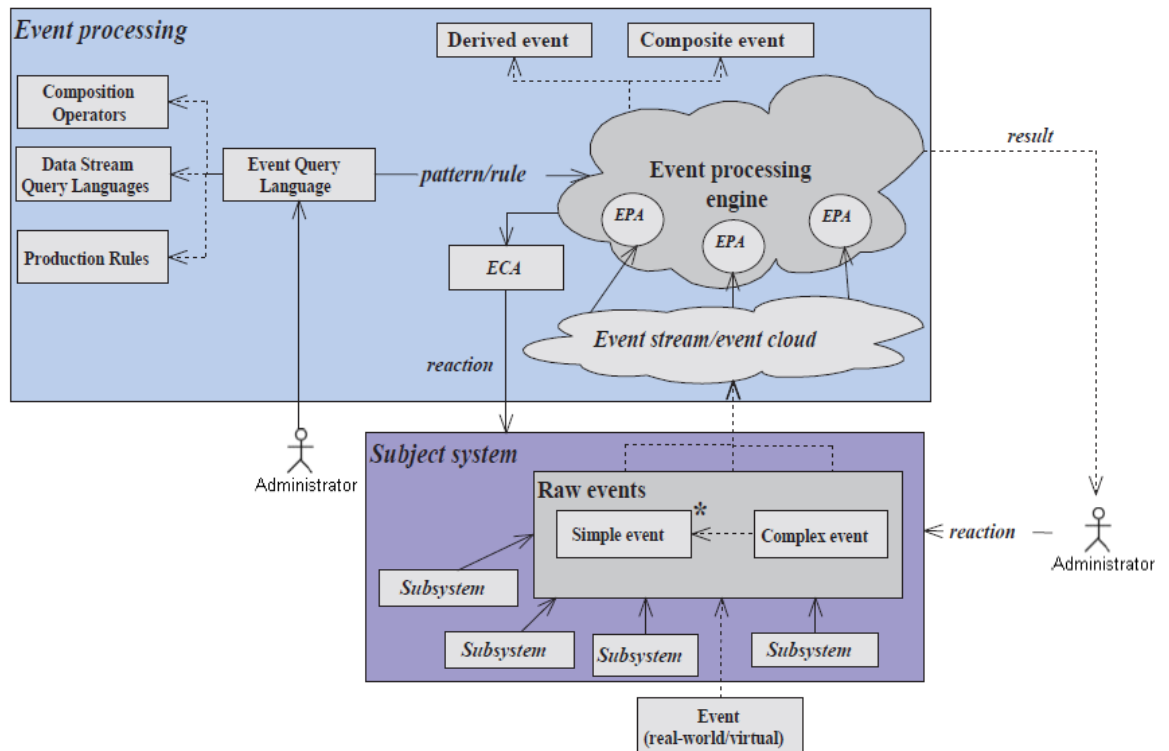 Event processing
Derived event
Composite event
Composition
Operators
Data Stream
Query Languages
Production Rules
Event Query
Language
pattern/rule
Event processing
engine
EPA
EPA
EPA
result
ECA
Event stream/event cloud
reaction
Administrator
Subject system
Raw events
*
Simple event
Complex event
reaction
Administrator
Subsystem
Subsystem
Subsystem
Subsystem
Event
(real-world/virtual)